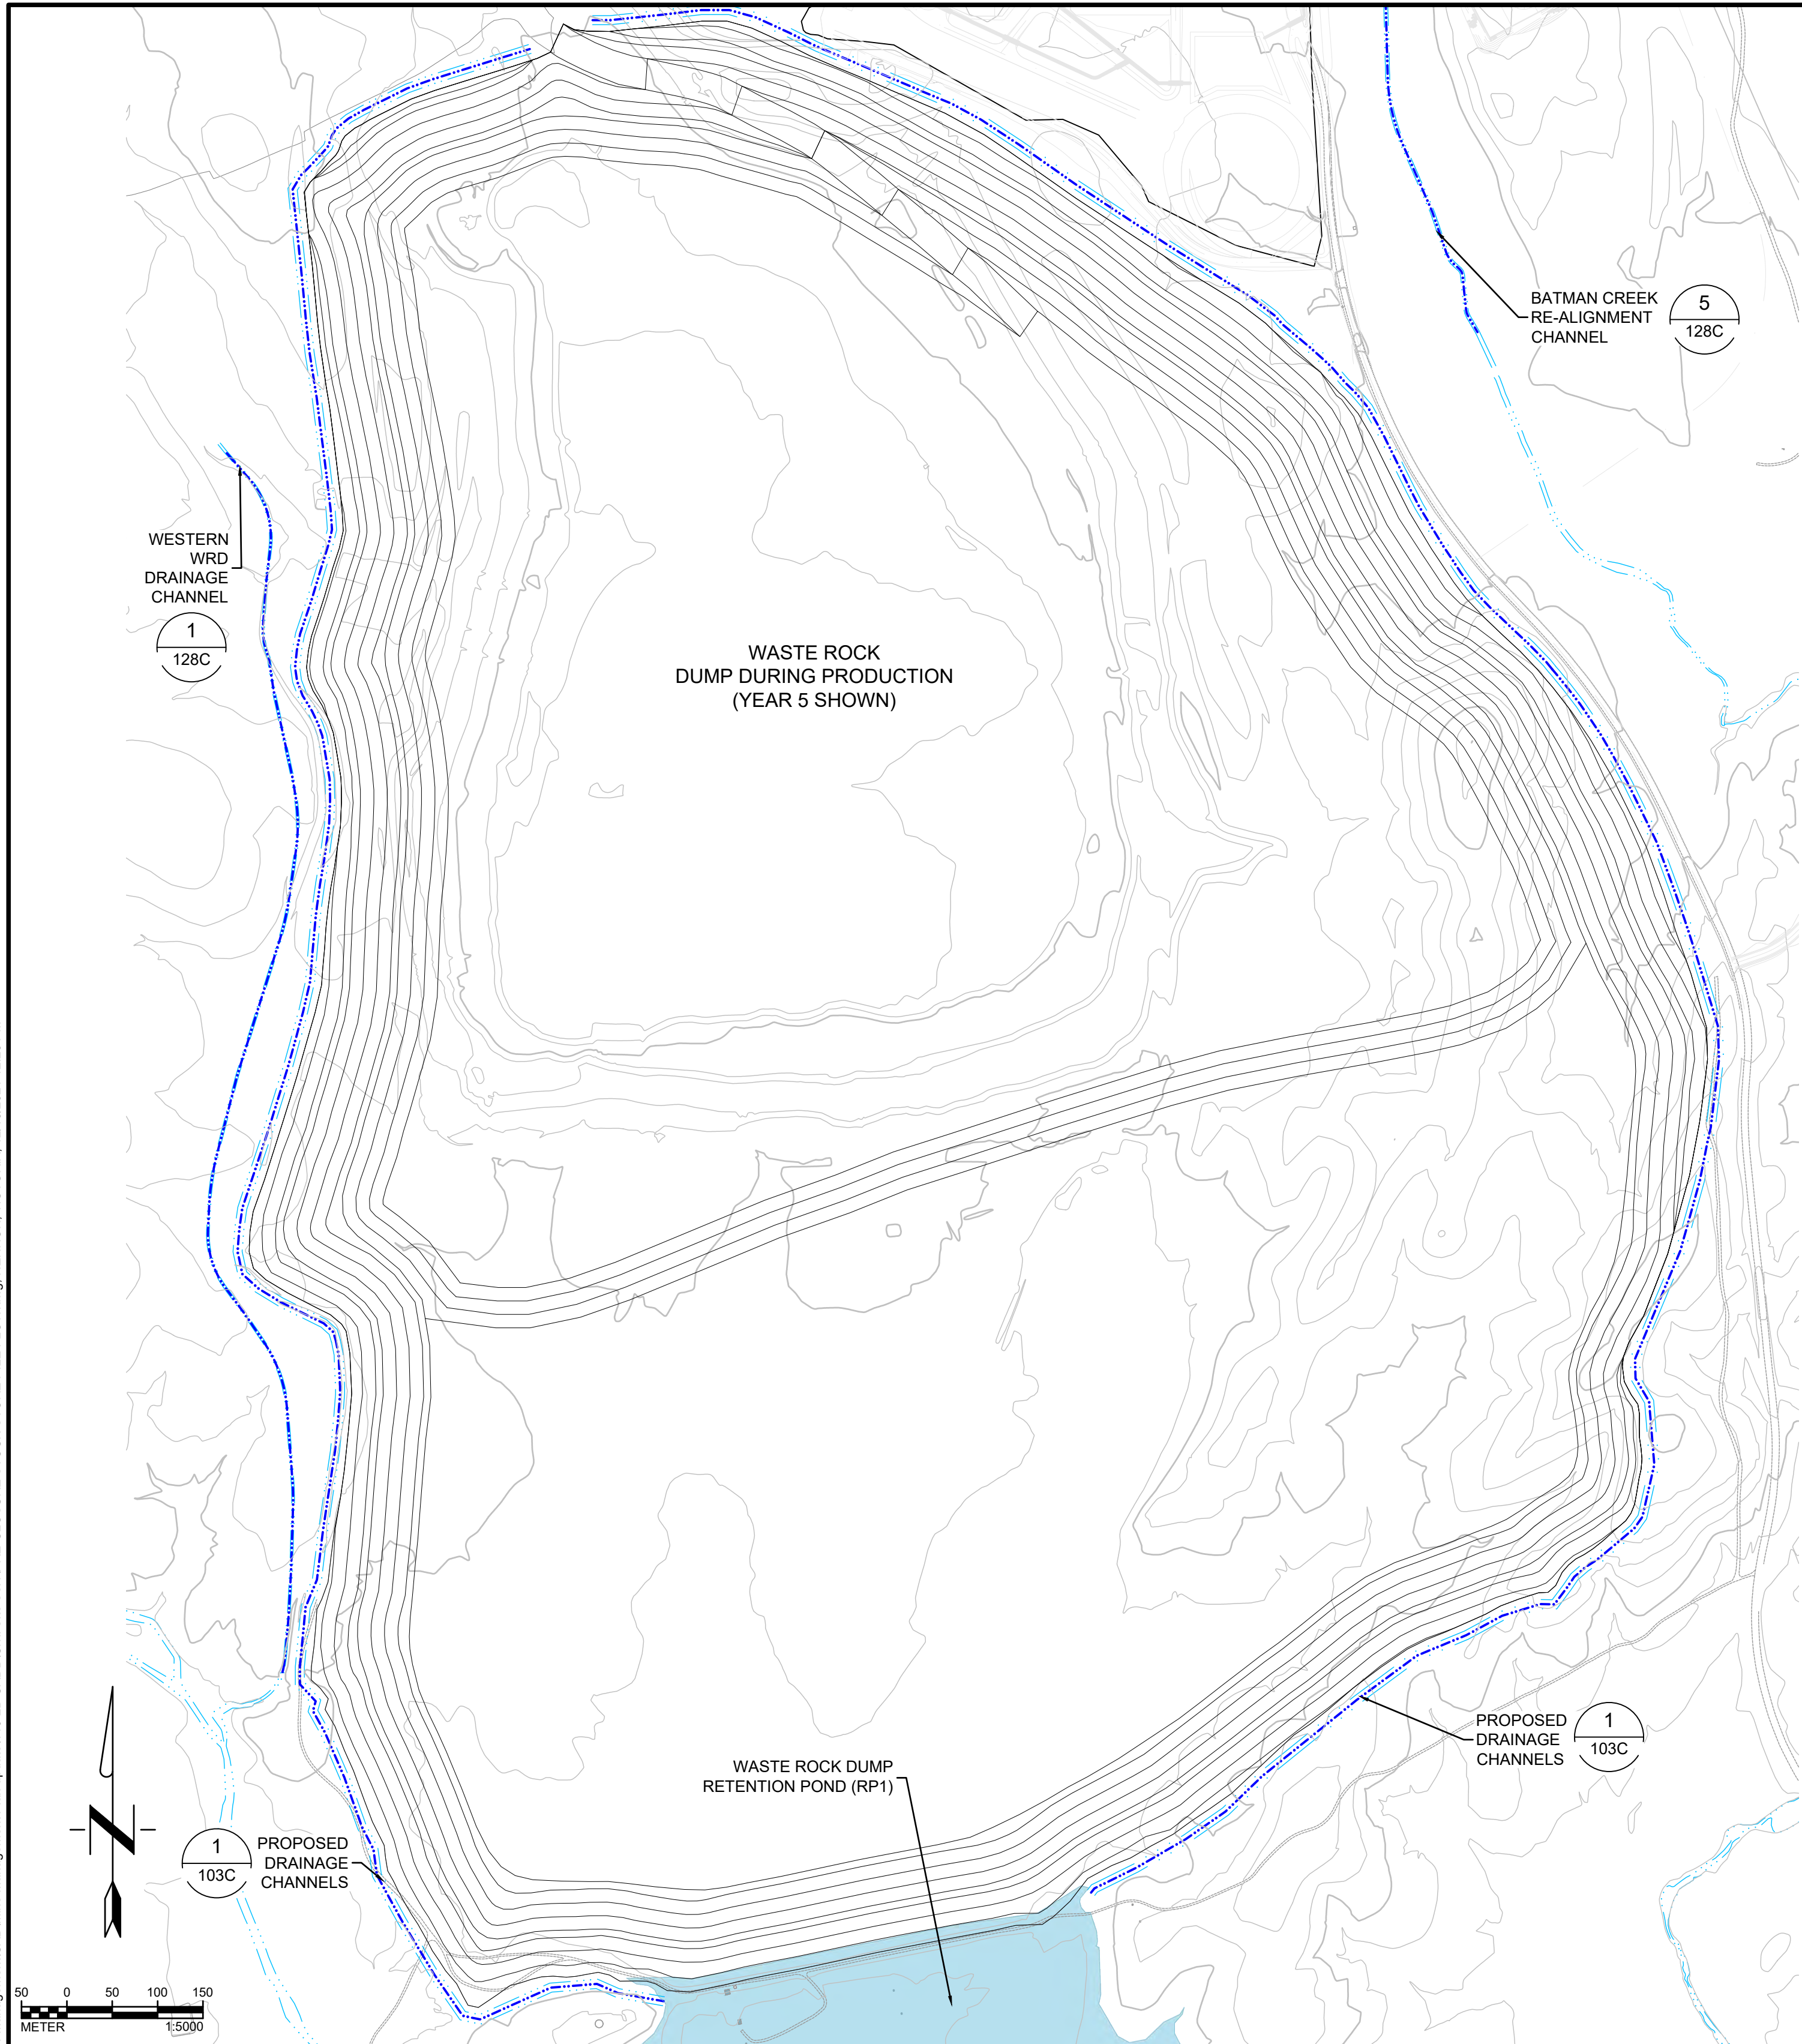 BATMAN CREEK
RE-ALIGNMENT
CHANNEL
5
128C
WESTERN
WRD
DRAINAGE
CHANNEL
1
128C
WASTE ROCK
DUMP DURING PRODUCTION
(YEAR 5 SHOWN)
PROPOSED
DRAINAGE
CHANNELS
1
103C
WASTE ROCK DUMP
RETENTION POND (RP1)
1
103C
PROPOSED
DRAINAGE
CHANNELS
N
50 0 50 100 150
METER 1:5000